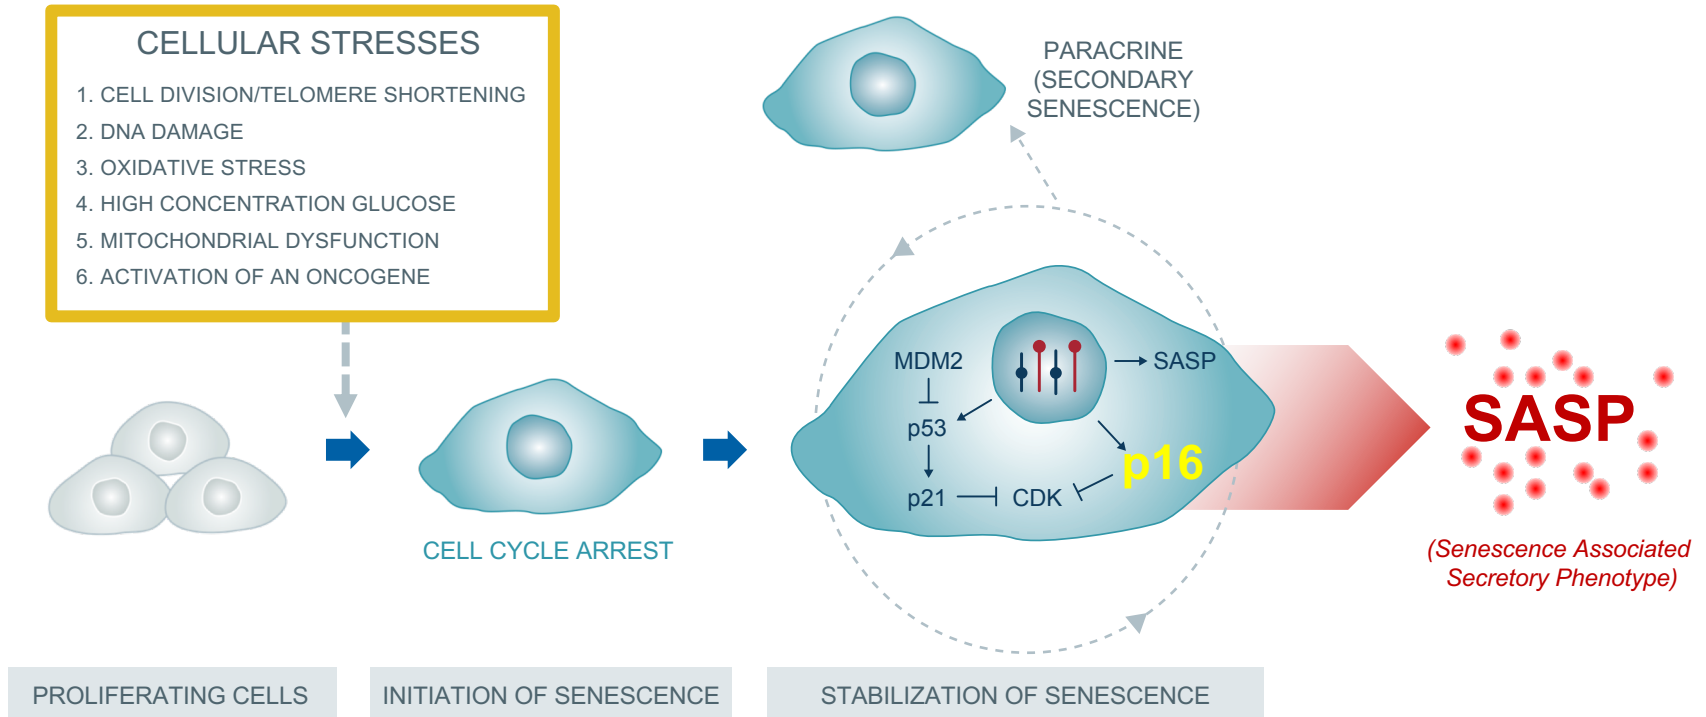 CELLULAR STRESSES
1. CELL DIVISION/TELOMERE SHORTENING
2. DNA DAMAGE
3. OXIDATIVE STRESS
4. HIGH CONCENTRATION GLUCOSE
5. MITOCHONDRIAL DYSFUNCTION
6. ACTIVATION OF AN ONCOGENE
PARACRINE
(SECONDARY
SENESCENCE)
MDM2
SASP
p53
p16
p21
CDK
SASP
(Senescence Associated
Secretory Phenotype)
CELL CYCLE ARREST
PROLIFERATING CELLS
INITIATION OF SENESCENCE
STABILIZATION OF SENESCENCE